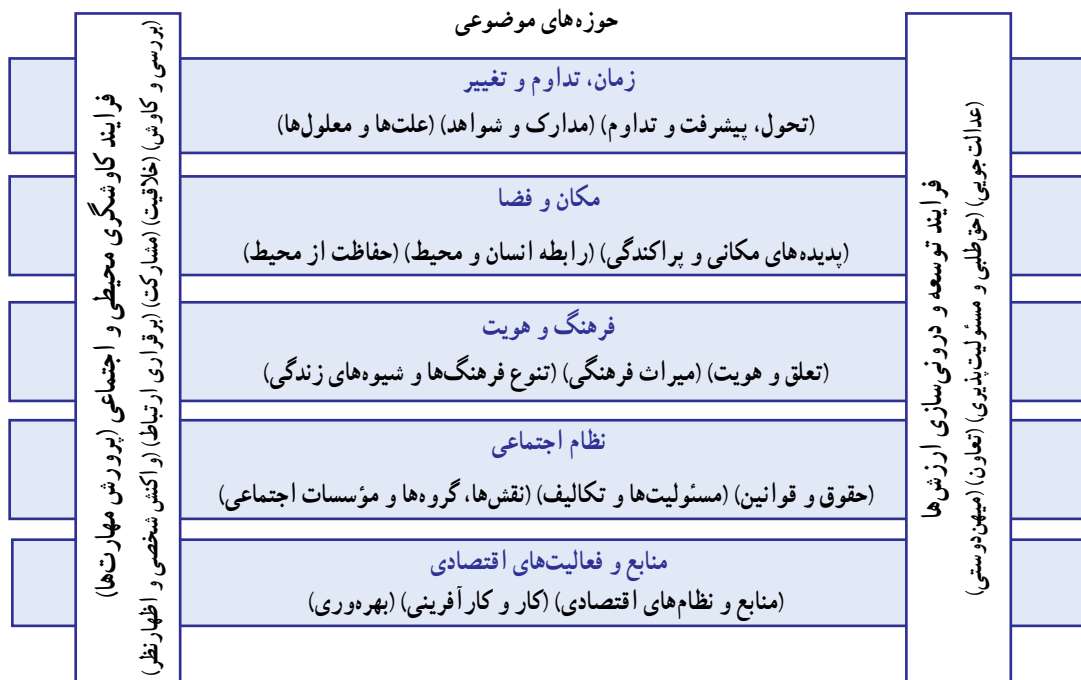 حوزه‌های موضوعی
زمان، تداوم و تغییر
(تحول، پیشرفت و تداوم) (مدارک و شواهد) (علت‌ها و معلول‌ها)
مکان و فضا
(پدیده‌های مکانی و پراکندگی) (رابطه انسان و محیط) (حفاظت از محیط)
فرهنگ و هویت
(تعلق و هویت) (میراث فرهنگی) (تنوع فرهنگ‌ها و شیوه‌های زندگی)
نظام اجتماعی
(حقوق و قوانین) (مسئولیت‌ها و تکالیف) (نقش‌ها، گروه‌ها و مؤسسات اجتماعی)
منابع و فعالیت‌های اقتصادی
(منابع و نظام‌های اقتصادی) (کار و کارآفرینی) (بهره‌وری)
فرایند توسعه و درونی‌سازی ارزش‌ها
(عدالت‌جویی) (حق‌طلبی و مسئولیت‌پذیری) (تعاون) (میهن‌دوستی)
فرایند کاوشگری محیطی و اجتماعی (پرورش مهارت‌ها)
(بررسی و کاوش) (خلاقیت) (مشارکت) (برقراری ارتباط) (واکنش شخصی و اظهارنظر)